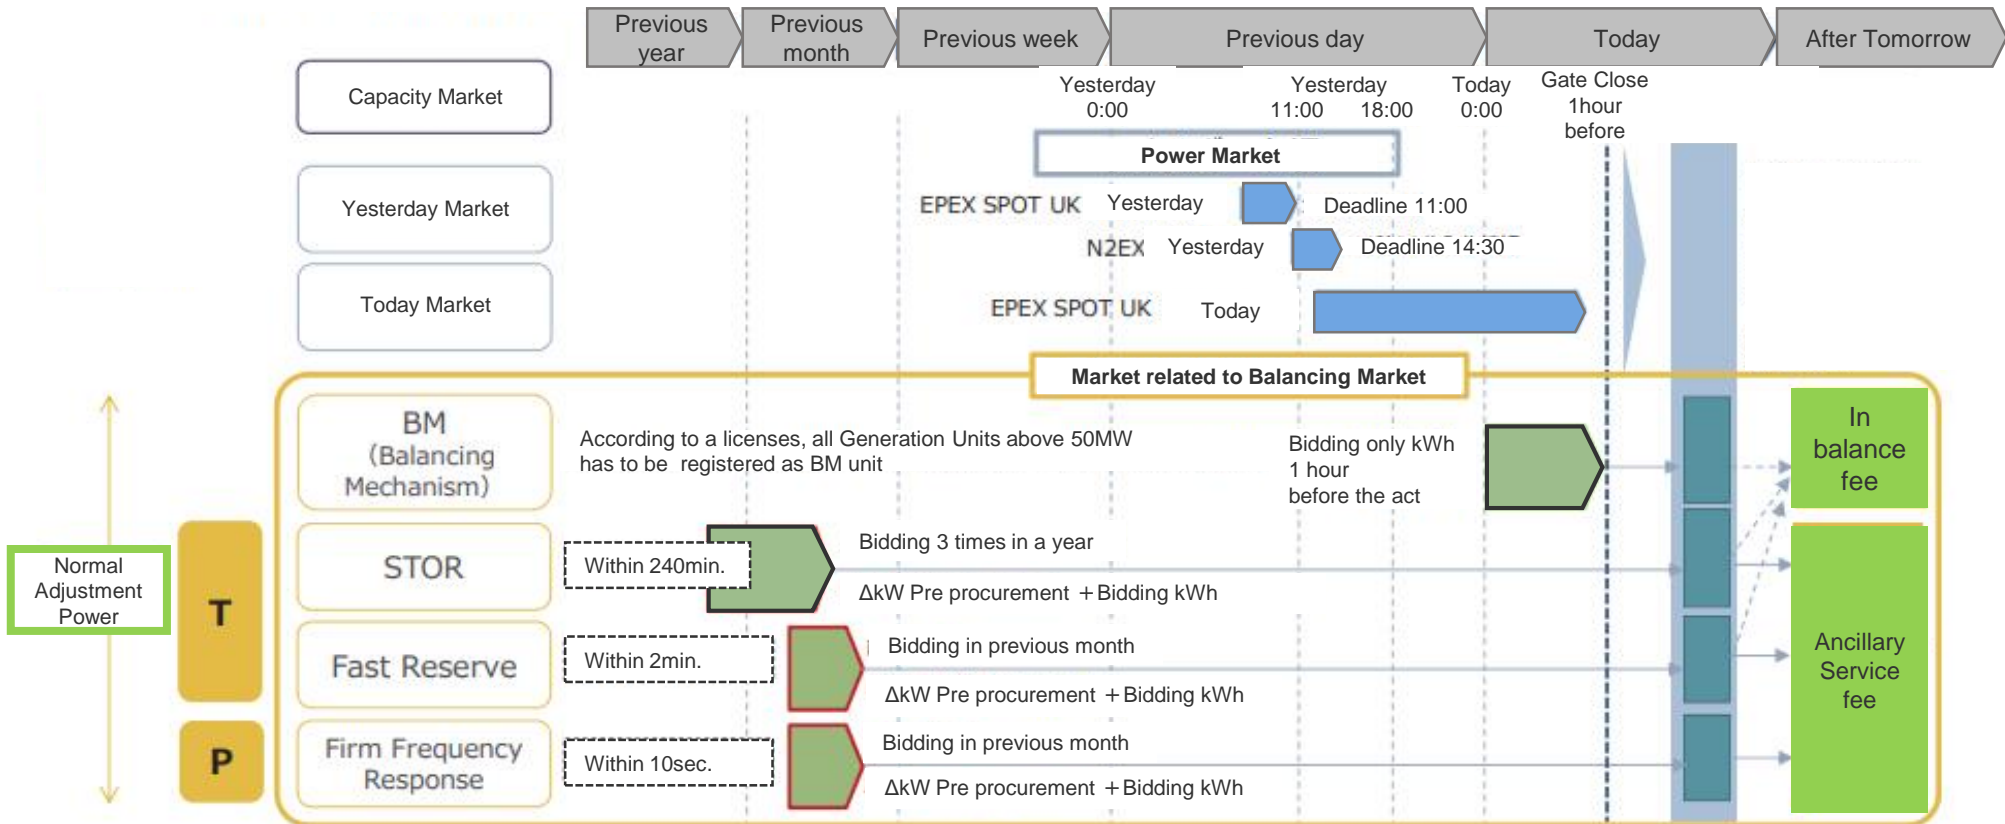 Previous year
Previous month
Previous week
Previous day
Today
After Tomorrow
Capacity Market
Yesterday
0:00
Yesterday
11:00
18:00
Today
0:00
Gate Close
1hour
before
Power Market
Yesterday Market
EPEX SPOT UK
Yesterday
Deadline 11:00
N2EX
Yesterday
Deadline 14:30
Today Market
EPEX SPOT UK
Today
Market related to Balancing Market
BM
(Balancing
Mechanism)
According to a licenses, all Generation Units above 50MW
has to be registered as BM unit
Bidding only kWh
1 hour
before the act
In
balance
fee
Normal
Adjustment
Power
T
STOR
Within 240min.
Bidding 3 times in a year
ΔkW Pre procurement +Bidding kWh
Fast Reserve
Within 2min.
Bidding in previous month
ΔkW Pre procurement +Bidding kWh
Ancillary
Service
fee
P
Firm Frequency
Response
Within 10sec.
Bidding in previous month
ΔkW Pre procurement +Bidding kWh